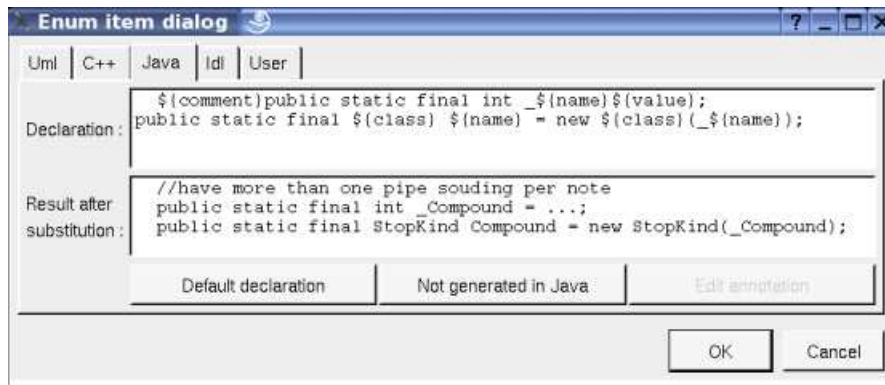 Enum item dialog ? _ X
Uml C++ Java Idl User
Declaration :
${comment}public static final int _${name}${value};
public static final ${class} ${name} = new ${class}(_${name});
Result after
substitution :
//have more than one pipe souding per note
public static final int _Compound = ...;
public static final StopKind Compound = new StopKind(_Compound);
Default declaration Not generated in Java Edit annotation
OK Cancel